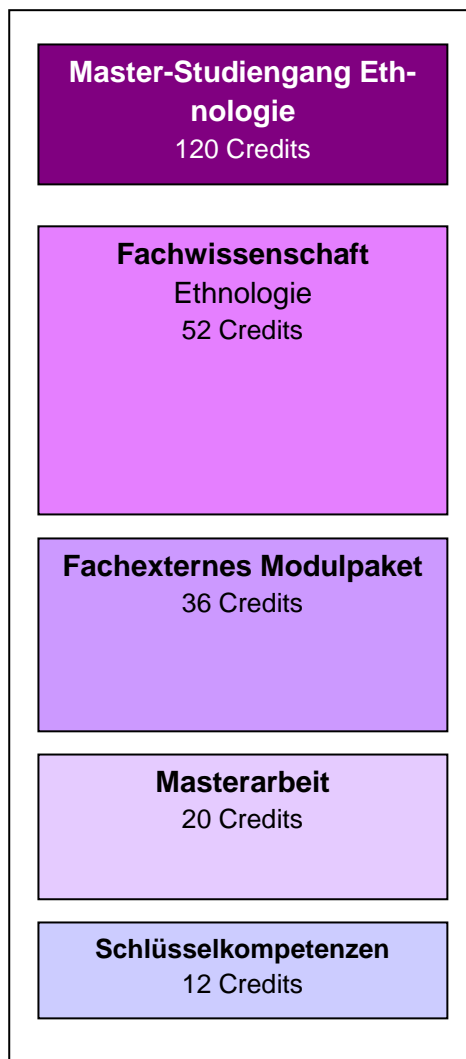 Master-Studiengang Eth-
nologie
120 Credits
Fachwissenschaft
Ethnologie
52 Credits
Fachexternes Modulpaket
36 Credits
Masterarbeit
20 Credits
Schlüsselkompetenzen
12 Credits